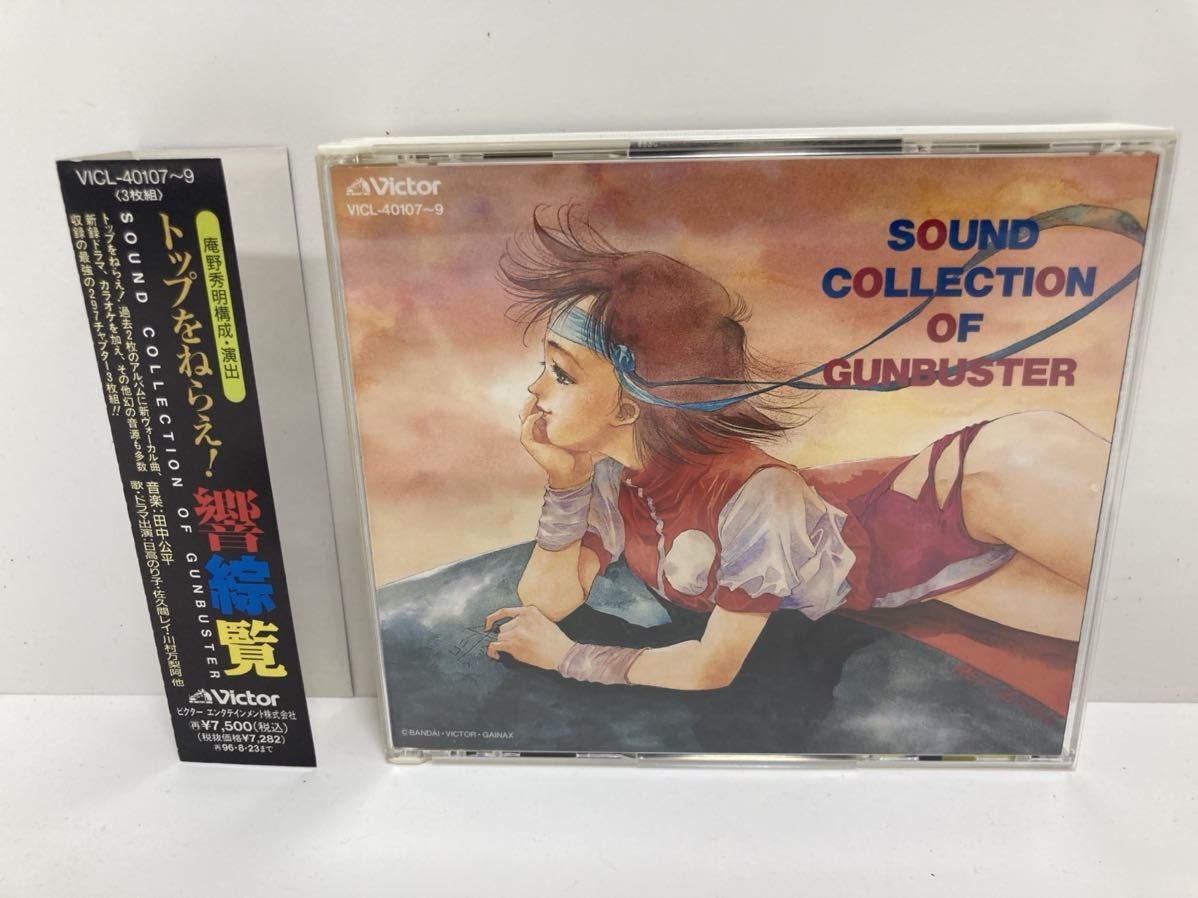 VICL-40107~9
〈3枚組〉
庵野秀明構成・演出
トップをねらえ! 響綜覧
SOUND COLLECTION OF GUNBUSTER
トップをねらえ!過去2枚のアルバムに新ヴォーカル曲、
新録ドラマ、カラオケを加え、その他幻の音源も多数
収録の最強の297チャプター3枚組!!
音楽:田中公平
歌・ドラマ出演:日高のり子・佐久間レイ・川村万梨阿 他
Victor
ビクター エンタテインメント株式会社
再¥7,500(税込)
(税抜価格¥7,282)
再96・8・23まで
Victor
VICL-40107~9
SOUND
COLLECTION
OF
GUNBUSTER
©BANDAI・VICTOR・GAINAX